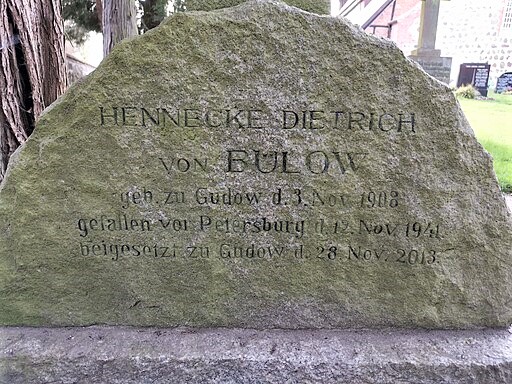 HENNECKE DIETRICH
VON BÜLOW
geb. zu Gudow d. 3. Nov. 1908
gefallen vor Petersburg d. 12. Nov. 1941
beigesetzt zu Gudow d. 28. Nov. 2013